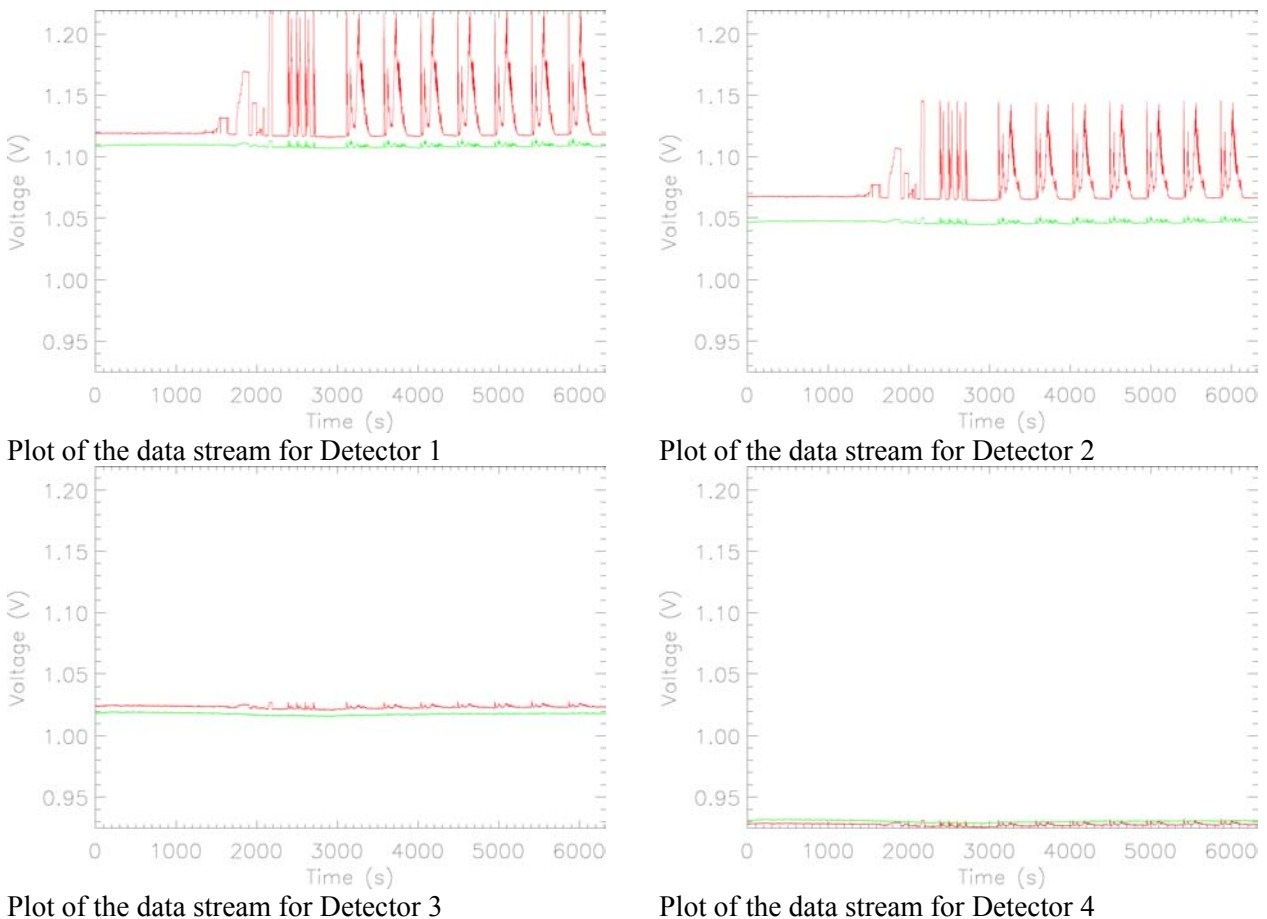 1.20
1.15
1.10
1.05
1.00
0.95
Voltage (V)
0 1000 2000 3000 4000 5000 6000
Time (s)
Plot of the data stream for Detector 1
1.20
1.15
1.10
1.05
1.00
0.95
Voltage (V)
0 1000 2000 3000 4000 5000 6000
Time (s)
Plot of the data stream for Detector 2
1.20
1.15
1.10
1.05
1.00
0.95
Voltage (V)
0 1000 2000 3000 4000 5000 6000
Time (s)
Plot of the data stream for Detector 3
1.20
1.15
1.10
1.05
1.00
0.95
Voltage (V)
0 1000 2000 3000 4000 5000 6000
Time (s)
Plot of the data stream for Detector 4